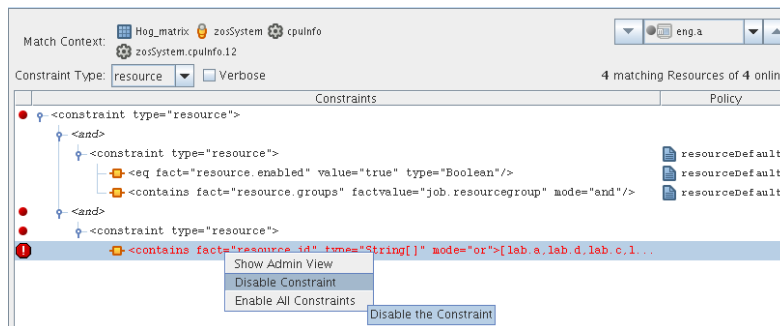 Match Context: Hog_matrix zosSystem cpuInfo
zosSystem.cpuInfo.12
eng.a
Constraint Type: resource Verbose
4 matching Resources of 4 onlin
Constraints Policy
<constraint type="resource">
<and>
<constraint type="resource"> resourceDefault
<eq fact="resource.enabled" value="true" type="Boolean"/> resourceDefault
<contains fact="resource.groups" factvalue="job.resourcegroup" mode="and"/> resourceDefault
<and>
<constraint type="resource">
<contains fact="resource.id" type="String[]" mode="or">[lab.a,lab.d,lab.c,l...
Show Admin View
Disable Constraint
Enable All Constraints
Disable the Constraint